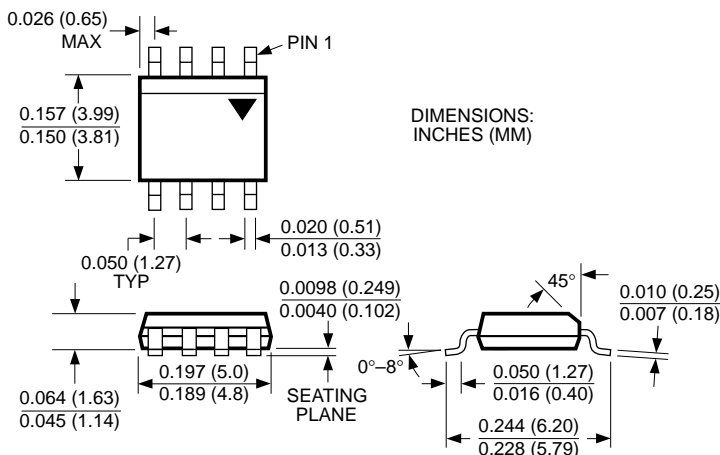 0.026 (0.65)
MAX
PIN 1
0.157 (3.99)
0.150 (3.81)
DIMENSIONS:
INCHES (MM)
0.050 (1.27)
TYP
0.020 (0.51)
0.013 (0.33)
0.0098 (0.249)
0.0040 (0.102)
45°
0.010 (0.25)
0.007 (0.18)
0.064 (1.63)
0.045 (1.14)
0.197 (5.0)
0.189 (4.8)
SEATING
PLANE
0°–8°
0.050 (1.27)
0.016 (0.40)
0.244 (6.20)
0.228 (5.79)